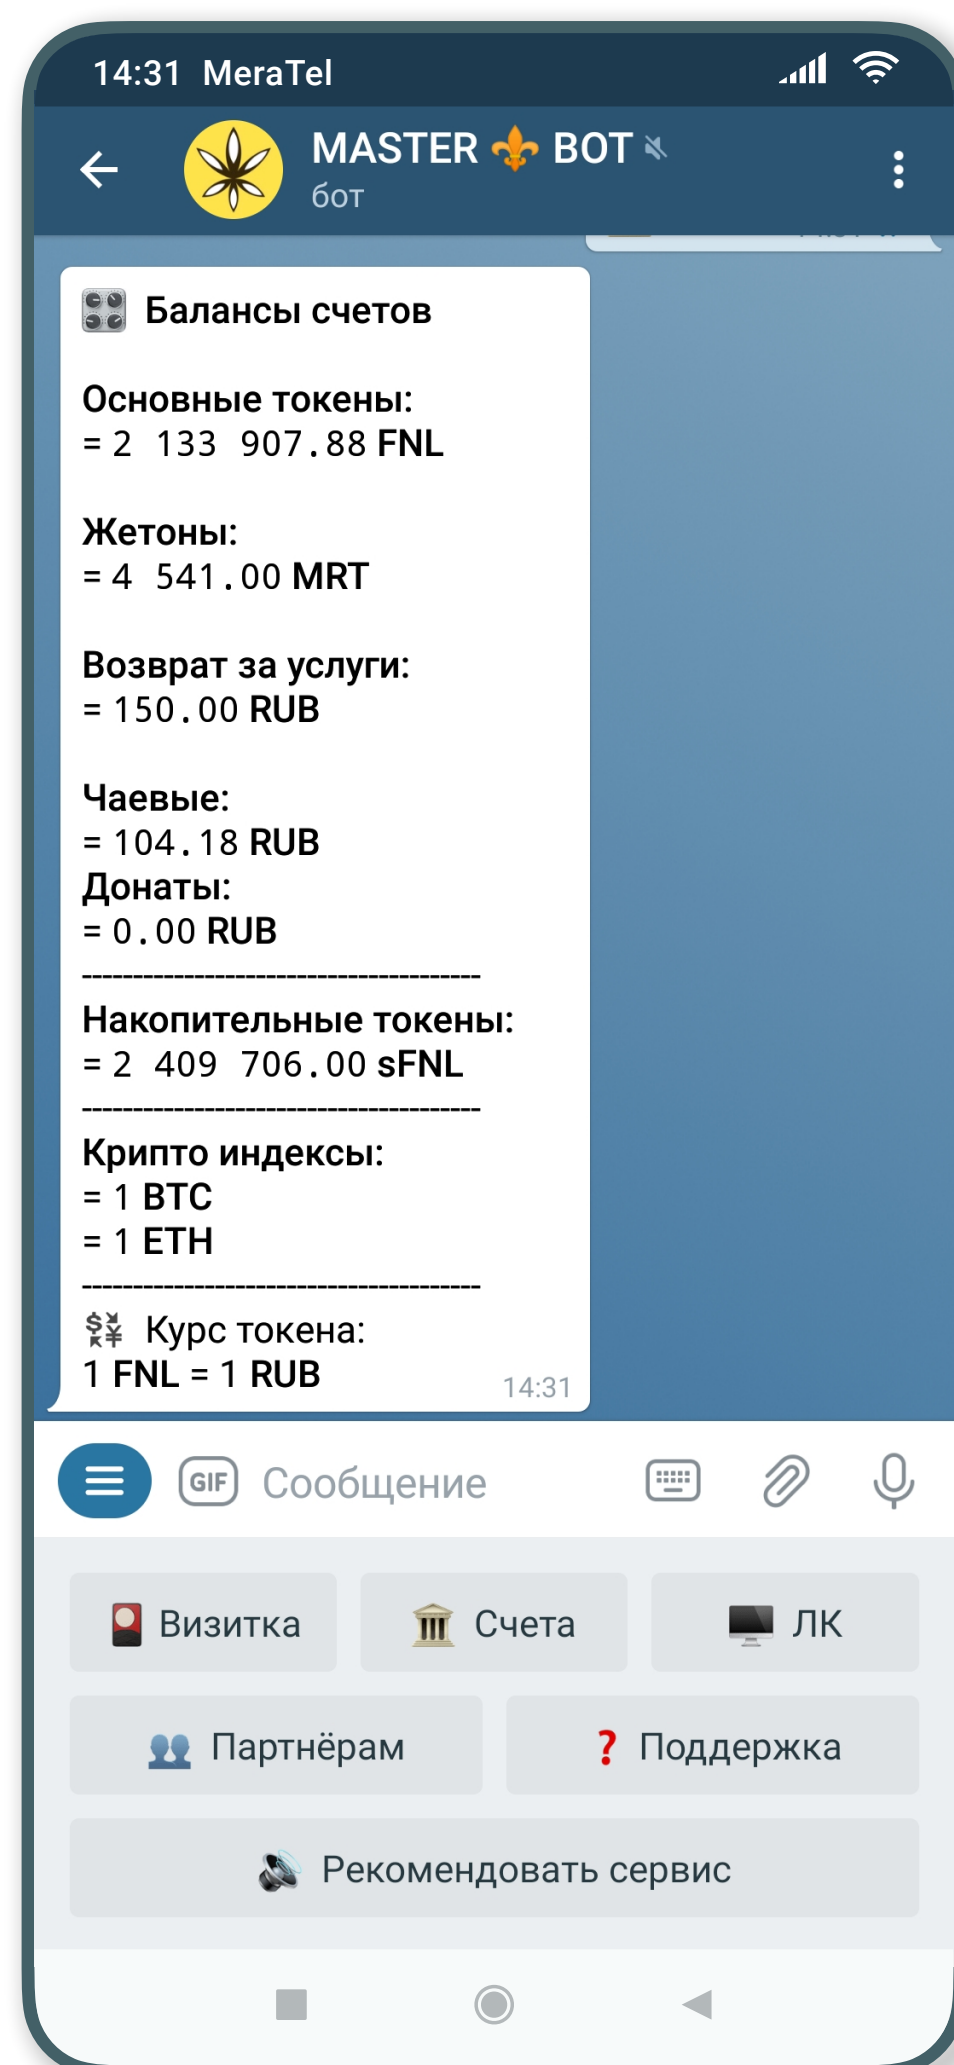 14:31 MeraTel
MASTER ⚜ BOT
бот
Балансы счетов
Основные токены:
= 2 133 907.88 FNL
Жетоны:
= 4 541.00 MRT
Возврат за услуги:
= 150.00 RUB
Чаевые:
= 104.18 RUB
Донаты:
= 0.00 RUB
---------------------------------------
Накопительные токены:
= 2 409 706.00 sFNL
---------------------------------------
Крипто индексы:
= 1 BTC
= 1 ETH
---------------------------------------
Курс токена:
1 FNL = 1 RUB
14:31
GIF Сообщение
Визитка Счета ЛК
Партнёрам ❓ Поддержка
Рекомендовать сервис